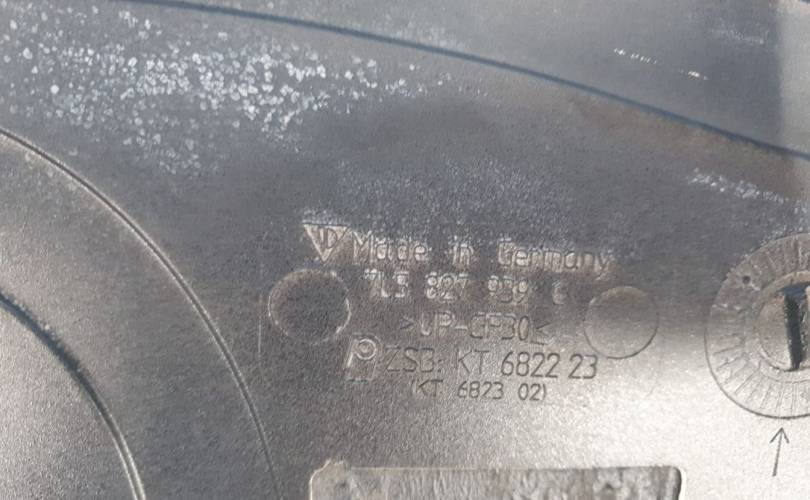 Made in Germany
7L5 827 939 C
>UP-GF30<
ZSB: KT 6822 23
(KT 6823 02)